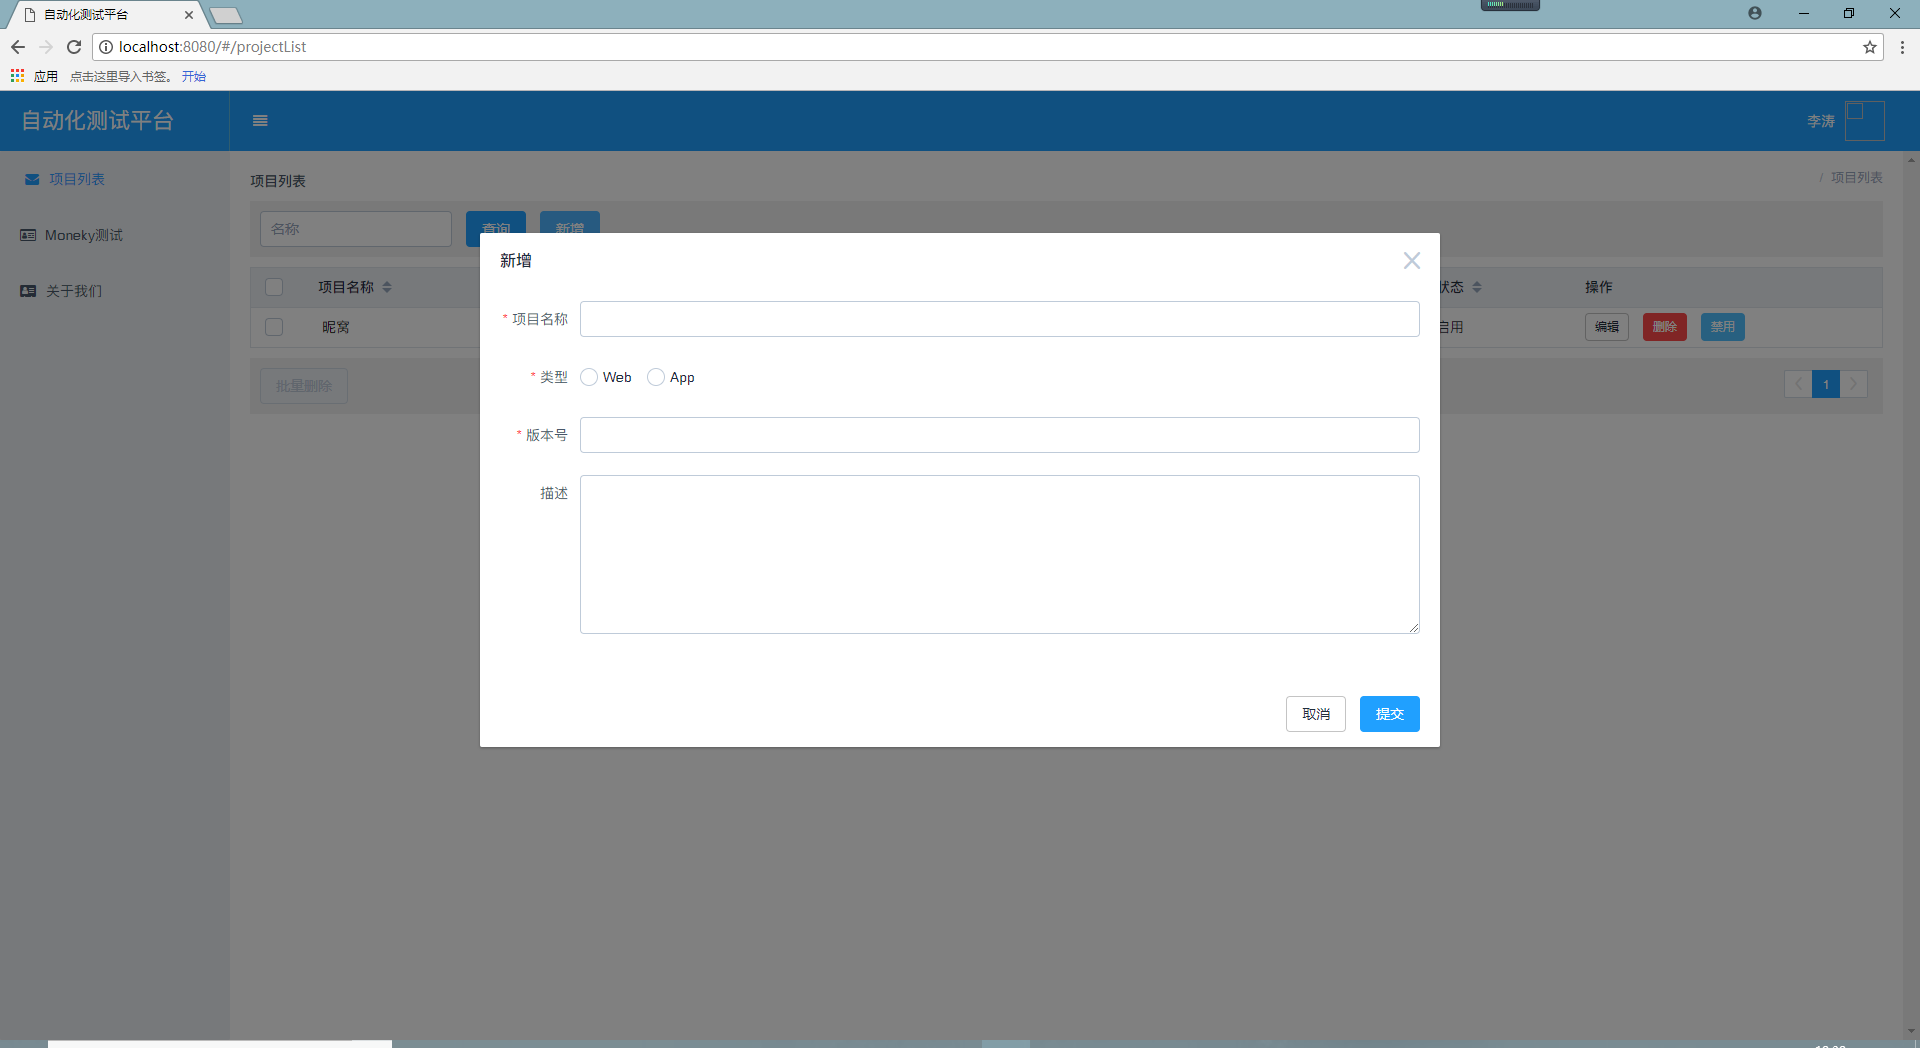 自动化测试平台
localhost:8080/#/projectList
应用 点击这里导入书签。 开始
自动化测试平台
李涛
项目列表
Moneky测试
关于我们
项目列表
/ 项目列表
名称
查询
新增
项目名称
状态
操作
昵窝
启用
编辑
删除
禁用
批量删除
1
新增
* 项目名称
* 类型
Web
App
* 版本号
描述
取消
提交